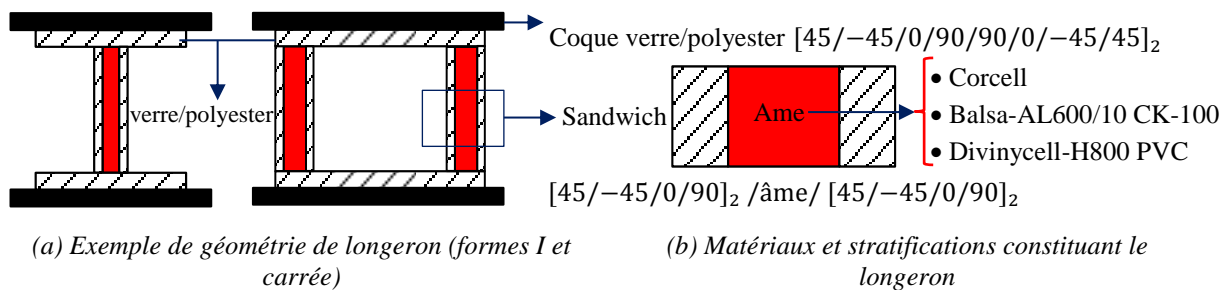 Coque verre/polyester [45/−45/0/90/90/0/−45/45]₂
verre/polyester
Sandwich
Ame
• Corcell
• Balsa-AL600/10 CK-100
• Divinycell-H800 PVC
[45/−45/0/90]₂ /âme/ [45/−45/0/90]₂
(a) Exemple de géométrie de longeron (formes I et
carrée)
(b) Matériaux et stratifications constituant le
longeron